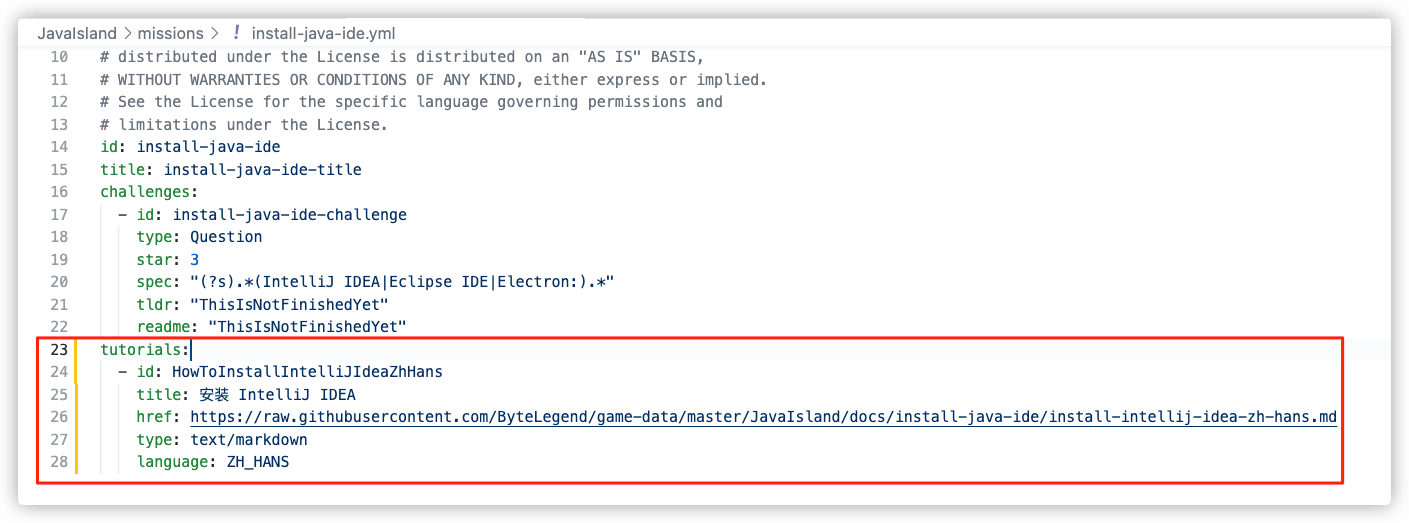 JavaIsland > missions > ! install-java-ide.yml
10 # distributed under the License is distributed on an "AS IS" BASIS,
11 # WITHOUT WARRANTIES OR CONDITIONS OF ANY KIND, either express or implied.
12 # See the License for the specific language governing permissions and
13 # limitations under the License.
14 id: install-java-ide
15 title: install-java-ide-title
16 challenges:
17   - id: install-java-ide-challenge
18     type: Question
19     star: 3
20     spec: "(?s).*(IntelliJ IDEA|Eclipse IDE|Electron:).*"
21     tldr: "ThisIsNotFinishedYet"
22     readme: "ThisIsNotFinishedYet"
23 tutorials:
24   - id: HowToInstallIntelliJIdeaZhHans
25     title: 安装 IntelliJ IDEA
26     href: https://raw.githubusercontent.com/ByteLegend/game-data/master/JavaIsland/docs/install-java-ide/install-intellij-idea-zh-hans.md
27     type: text/markdown
28     language: ZH_HANS